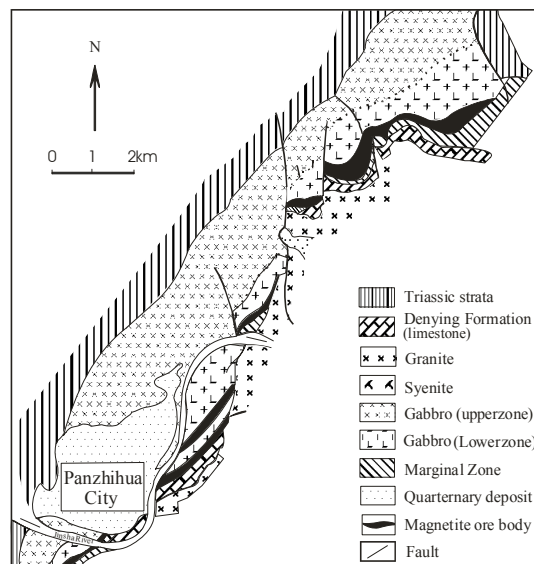 N
0 1 2km
Triassic strata
Denying Formation
(limestone)
Granite
Syenite
Gabbro (upperzone)
Gabbro (Lowerzone)
Marginal Zone
Quarternary deposit
Magnetite ore body
Fault
Panzhihua
City
JinshaRiver